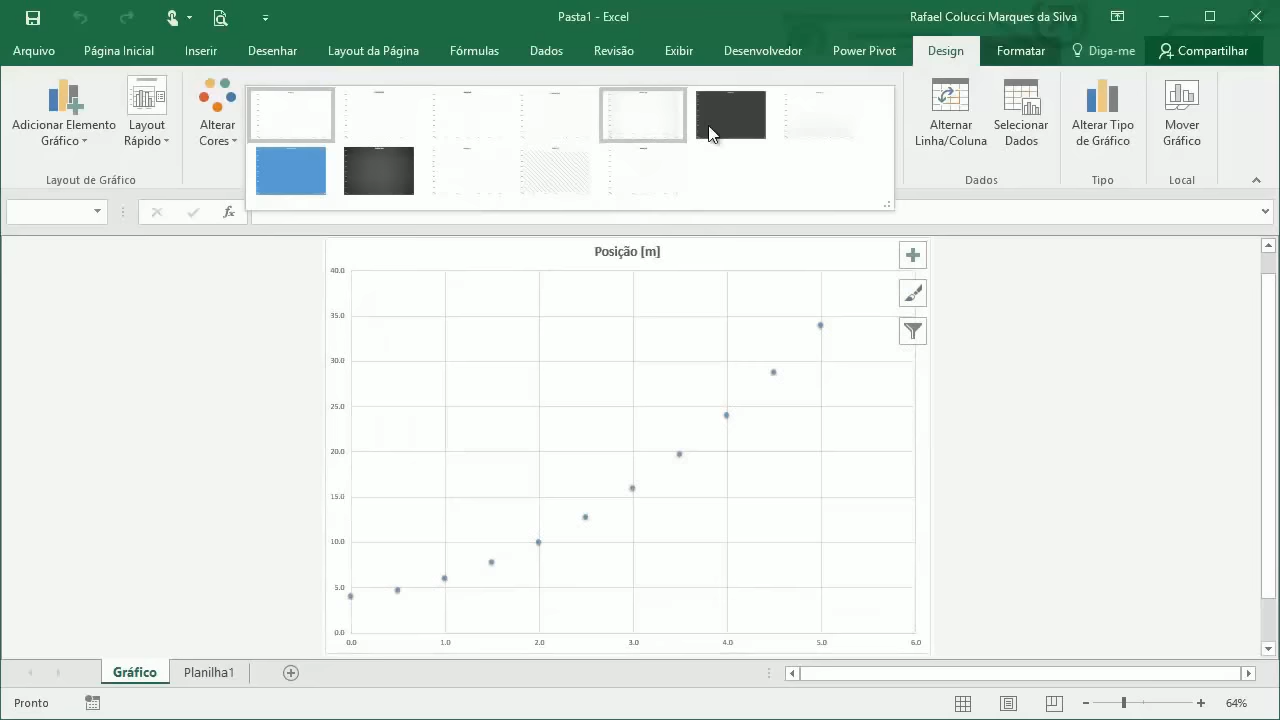 Pasta1 - Excel
Rafael Colucci Marques da Silva
Arquivo
Página Inicial
Inserir
Desenhar
Layout da Página
Fórmulas
Dados
Revisão
Exibir
Desenvolvedor
Power Pivot
Design
Formatar
Diga-me
Compartilhar
Adicionar Elemento
Gráfico
Layout
Rápido
Alterar
Cores
Alternar
Linha/Coluna
Selecionar
Dados
Alterar Tipo
de Gráfico
Mover
Gráfico
Layout de Gráfico
Dados
Tipo
Local
fx
Posição [m]
40.0
35.0
30.0
25.0
20.0
15.0
10.0
5.0
0.0
0.0 1.0 2.0 3.0 4.0 5.0 6.0
Gráfico
Planilha1
Pronto
64%